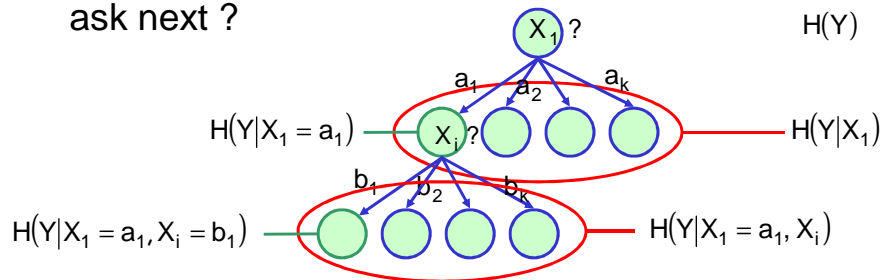 ask next ?
X₁ ?
H(Y)
a₁ a₂ aₖ
H(Y|X₁ = a₁)
Xᵢ ?
H(Y|X₁)
b₁ b₂ bₖ
H(Y|X₁ = a₁, Xᵢ = b₁)
H(Y|X₁ = a₁, Xᵢ)